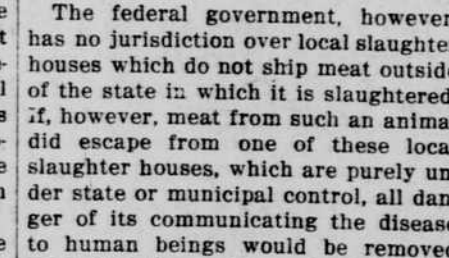 The federal government, however
has no jurisdiction over local slaughte
houses which do not ship meat outside
of the state in which it is slaughtered
if, however, meat from such an anima
did escape from one of these loca
slaughter houses, which are purely un
der state or municipal control, all dan
ger of its communicating the disease
to human beings would be removed